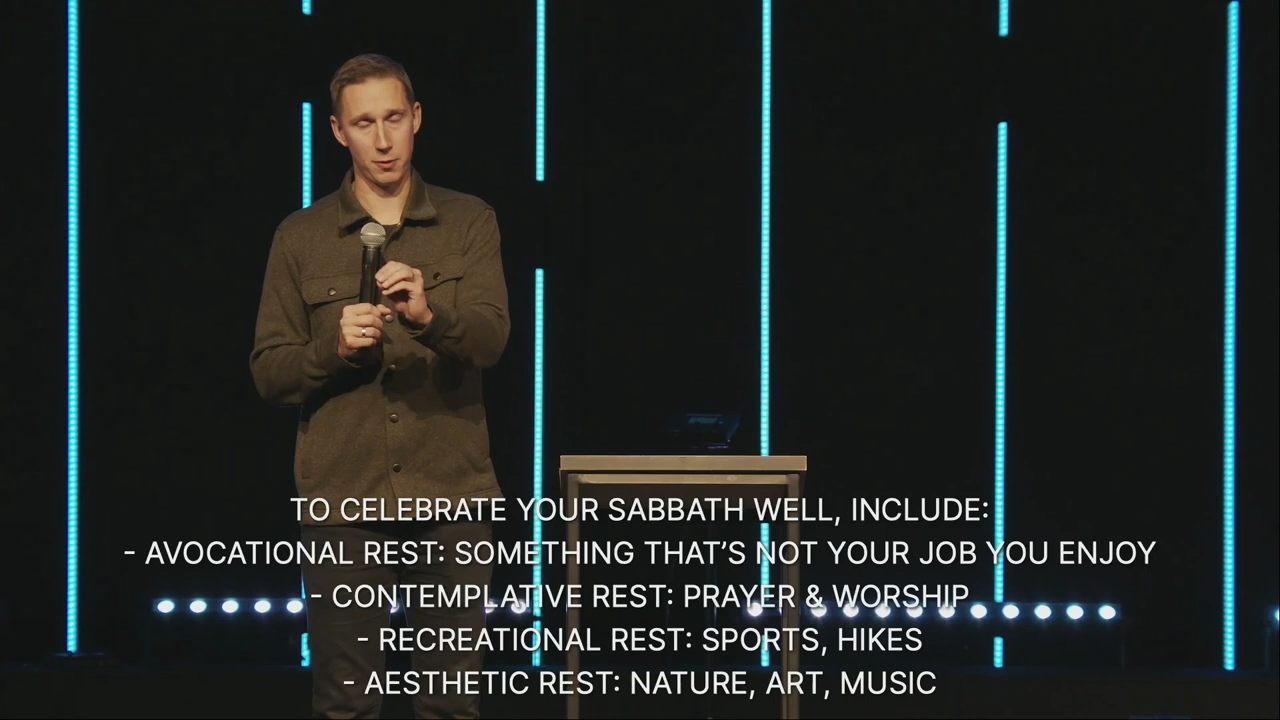 TO CELEBRATE YOUR SABBATH WELL, INCLUDE:
- AVOCATIONAL REST: SOMETHING THAT’S NOT YOUR JOB YOU ENJOY
- CONTEMPLATIVE REST: PRAYER & WORSHIP
- RECREATIONAL REST: SPORTS, HIKES
- AESTHETIC REST: NATURE, ART, MUSIC